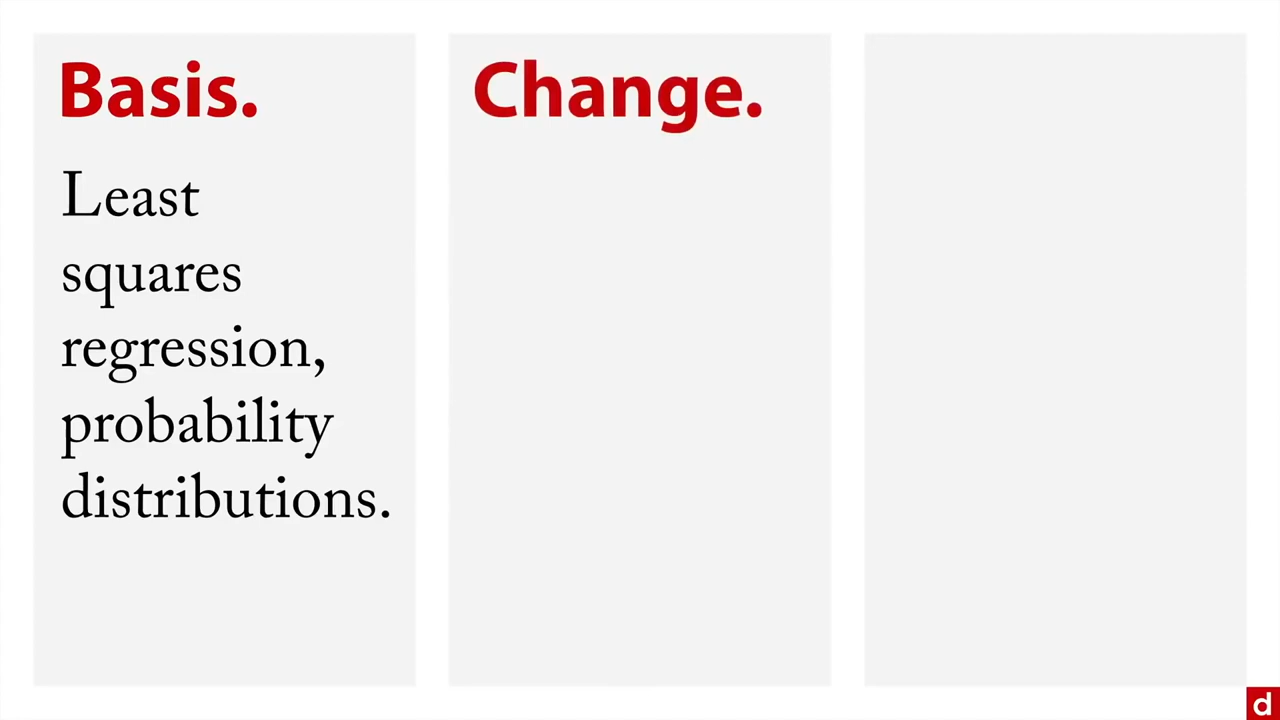 Basis.
Least
squares
regression,
probability
distributions.
Change.
d